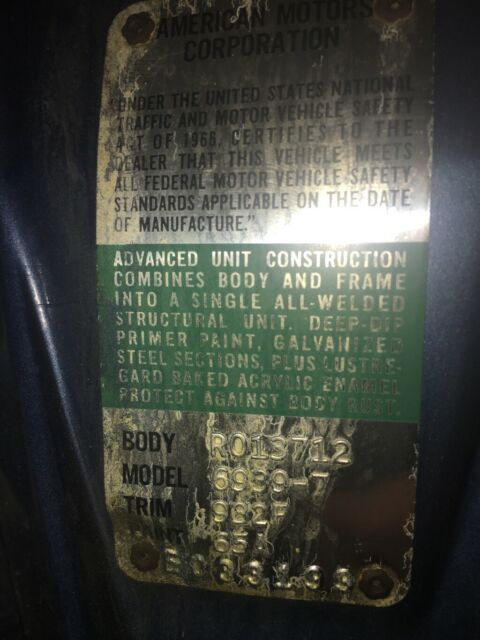 AMERICAN MOTORS
CORPORATION
"UNDER THE UNITED STATES NATIONAL
TRAFFIC AND MOTOR VEHICLE SAFETY
ACT OF 1966, CERTIFIES TO THE
DEALER THAT THIS VEHICLE MEETS
ALL FEDERAL MOTOR VEHICLE SAFETY
STANDARDS APPLICABLE ON THE DATE
OF MANUFACTURE."
ADVANCED UNIT CONSTRUCTION
COMBINES BODY AND FRAME
INTO A SINGLE ALL-WELDED
STRUCTURAL UNIT. DEEP-DIP
PRIMER PAINT, GALVANIZED
STEEL SECTIONS, PLUS LUSTRE-
GARD BAKED ACRYLIC ENAMEL
PROTECT AGAINST BODY RUST.
BODY R013712
MODEL 6939-7
TRIM